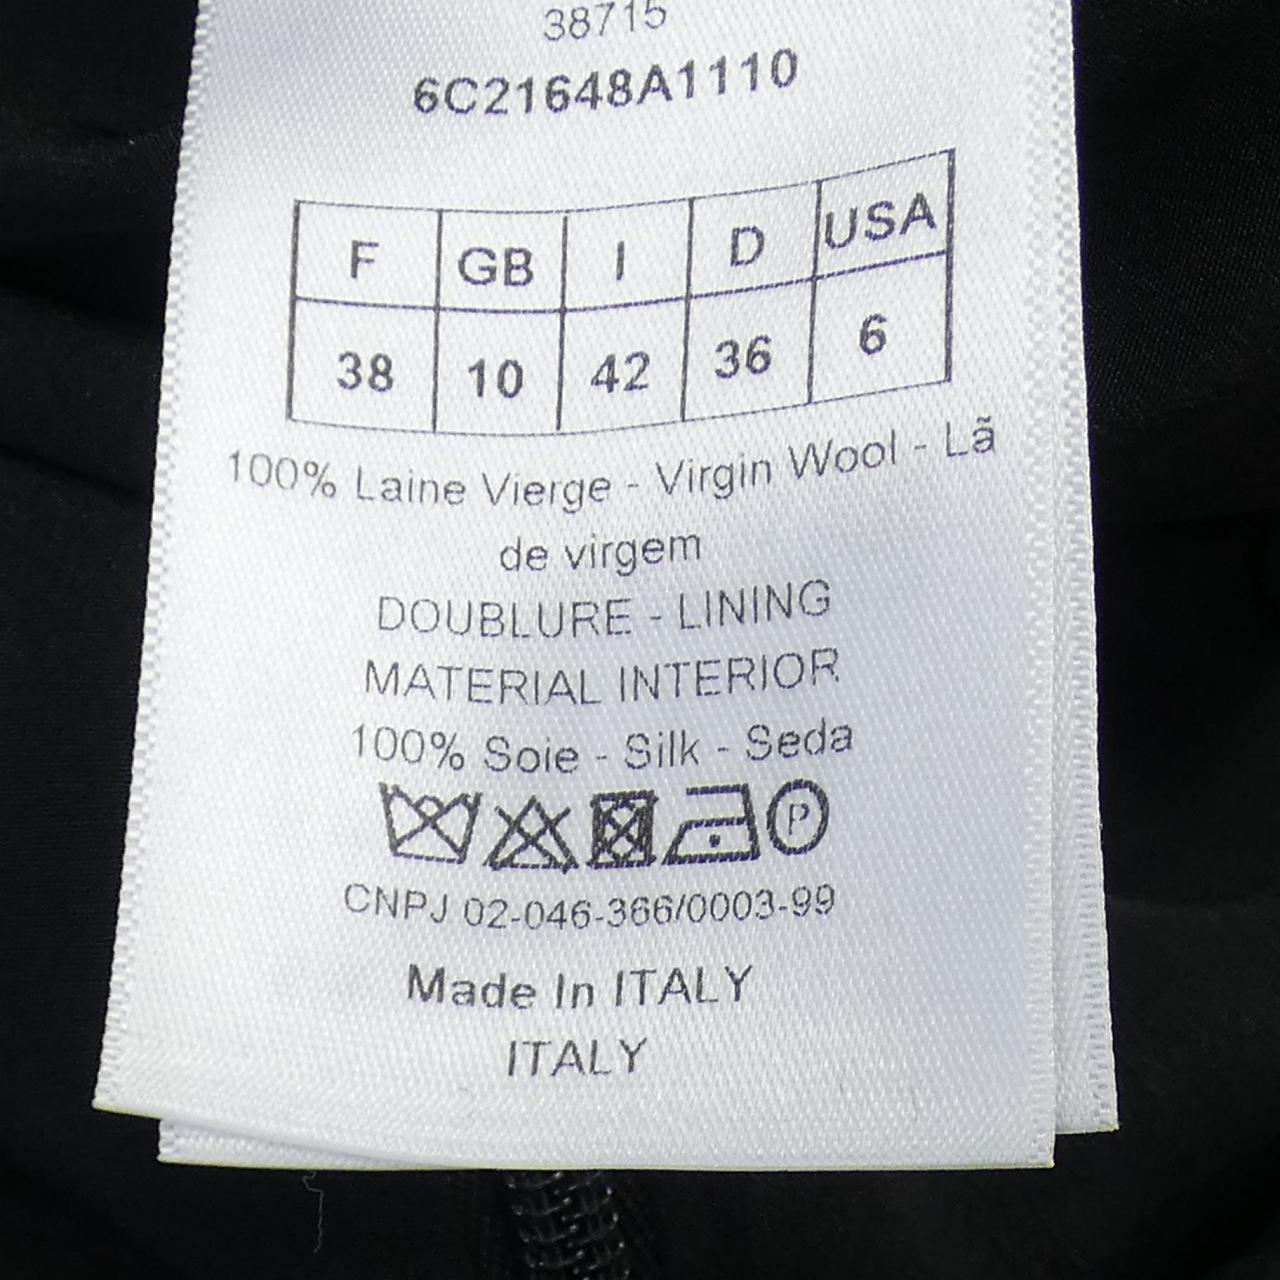 38715
6C21648A1110
F GB I D USA
38 10 42 36 6
100% Laine Vierge - Virgin Wool - Lã
de virgem
DOUBLURE - LINING
MATERIAL INTERIOR
100% Soie - Silk - Seda
P
CNPJ 02-046-366/0003-99
Made In ITALY
ITALY